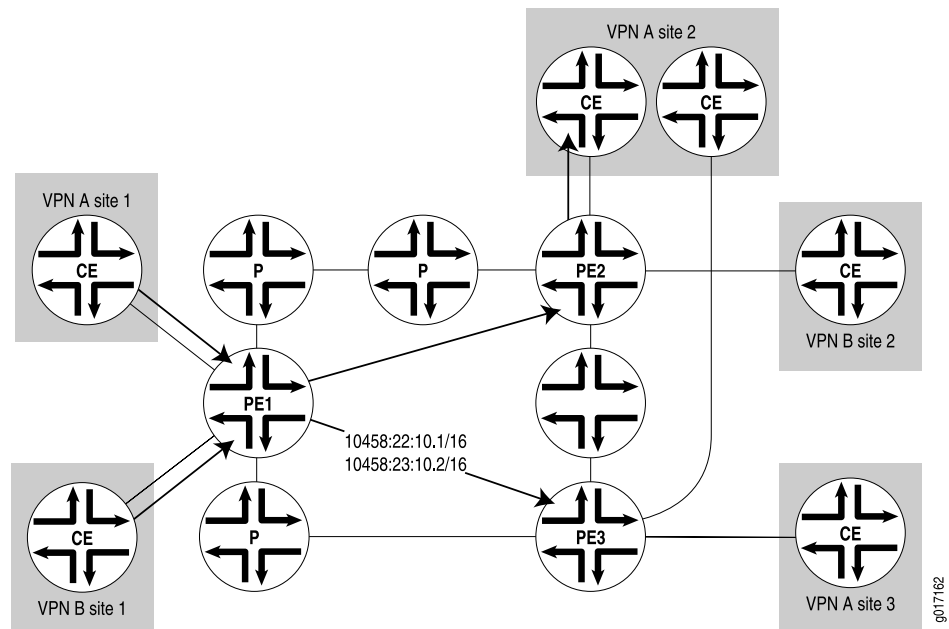 VPN A site 2
CE
CE
VPN A site 1
CE
P
P
PE2
CE
VPN B site 2
PE1
10458:22:10.1/16
10458:23:10.2/16
CE
VPN B site 1
P
PE3
CE
VPN A site 3
g017162